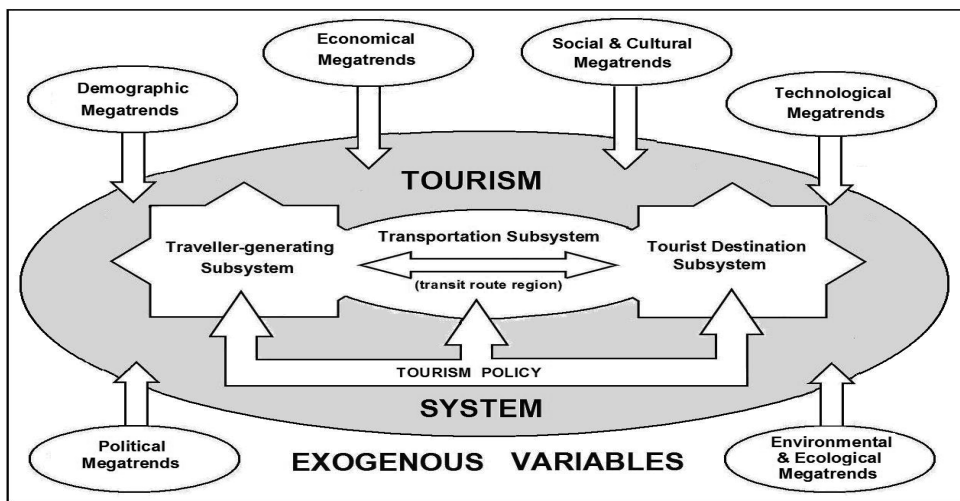 Economical
Megatrends
Social & Cultural
Megatrends
Demographic
Megatrends
Technological
Megatrends
TOURISM
Traveller-generating
Subsystem
Transportation Subsystem
(transit route region)
Tourist Destination
Subsystem
TOURISM POLICY
SYSTEM
Political
Megatrends
EXOGENOUS VARIABLES
Environmental
& Ecological
Megatrends